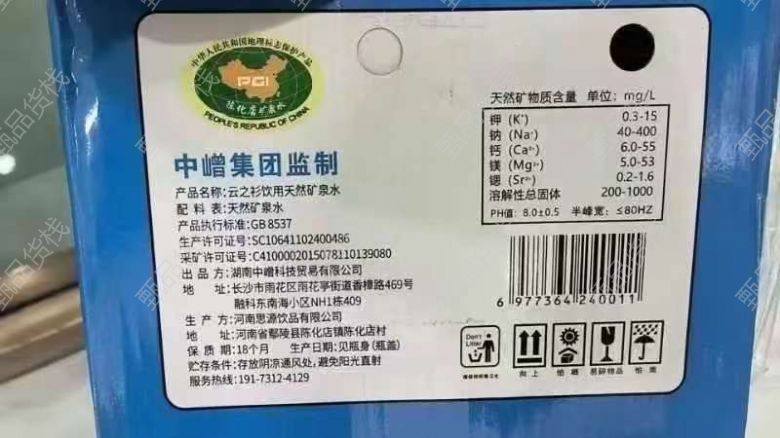 中华人民共和国地理标志保护产品
PGI
陈化店矿泉水
PEOPLE'S REPUBLIC OF CHINA
中嶒集团监制
产品名称:云之衫饮用天然矿泉水
配 料 表:天然矿泉水
产品执行标准:GB 8537
生产许可证号:SC10641102400486
采矿许可证号:C4100002015078110139080
出 品 方:湖南中嶒科技贸易有限公司
地 址:长沙市雨花区雨花亭街道香樟路469号
融科东南海小区NH1栋409
生 产 方:河南思源饮品有限公司
地 址:河南省鄢陵县陈化店镇陈化店村
保 质 期:18个月 生产日期:见瓶身(瓶盖)
贮存条件:存放阴凉通风处,避免阳光直射
服务热线:191-7312-4129
天然矿物质含量 单位:mg/L
钾 (K⁺) 0.3-15
钠 (Na⁺) 40-400
钙 (Ca²⁺) 6.0-55
镁 (Mg²⁺) 5.0-53
锶 (Sr²⁺) 0.2-1.6
溶解性总固体 200-1000
PH值: 8.0±0.5 半峰宽: ≤80HZ
6 977364 240011
Don't Litter
向 上
怕 晒
易碎物品
怕 雨
甄品货栈